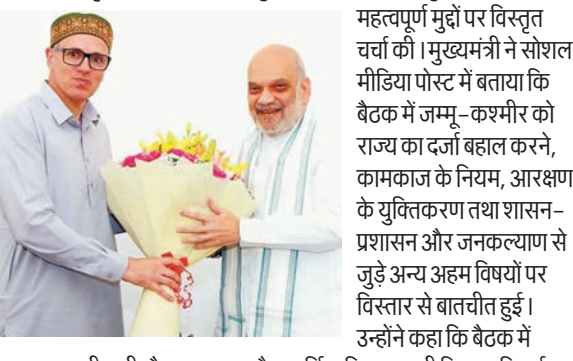 महत्वपूर्ण मुद्दों पर विस्तृत
चर्चा की। मुख्यमंत्री ने सोशल
मीडिया पोस्ट में बताया कि
बैठक में जम्मू-कश्मीर को
राज्य का दर्जा बहाल करने,
कामकाज के नियम, आरक्षण
के युक्तिकरण तथा शासन-
प्रशासन और जनकल्याण से
जुड़े अन्य अहम विषयों पर
विस्तार से बातचीत हुई।
उन्होंने कहा कि बैठक में